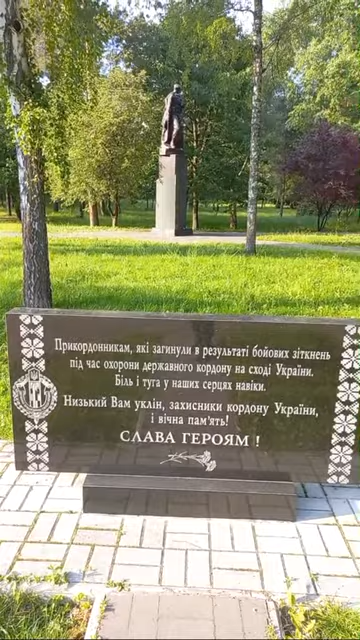 Прикордонникам, які загинули в результаті бойових зіткнень
під час охорони державного кордону на сході України.
Біль і туга у наших серцях навіки.
Низький Вам уклін, захисники кордону України,
і вічна пам'ять!
СЛАВА ГЕРОЯМ !